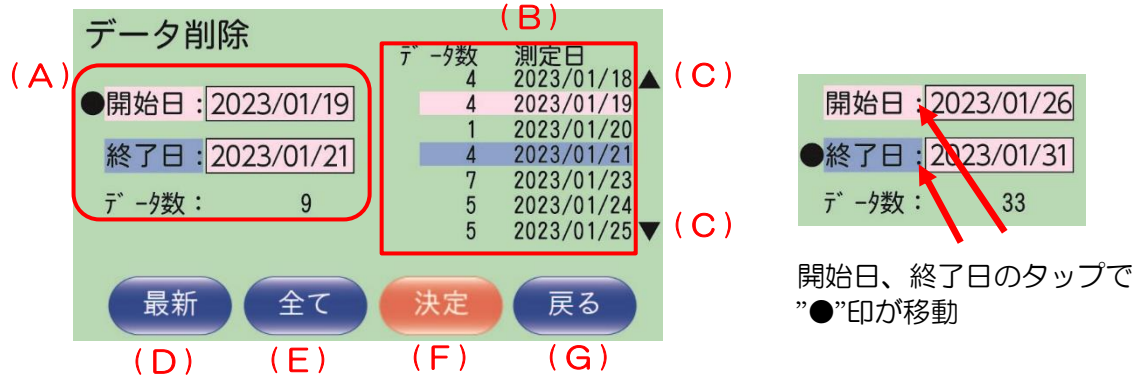 データ削除
(B)
(A)
データ数 測定日
4 2023/01/18▲
(C)
●開始日:2023/01/19
4 2023/01/19
1 2023/01/20
終了日:2023/01/21
4 2023/01/21
7 2023/01/23
データ数: 9
5 2023/01/24
5 2023/01/25▼
(C)
最新 全て 決定 戻る
(D) (E) (F) (G)
開始日:2023/01/26
●終了日:2023/01/31
データ数: 33
開始日、終了日のタップで
”●”印が移動